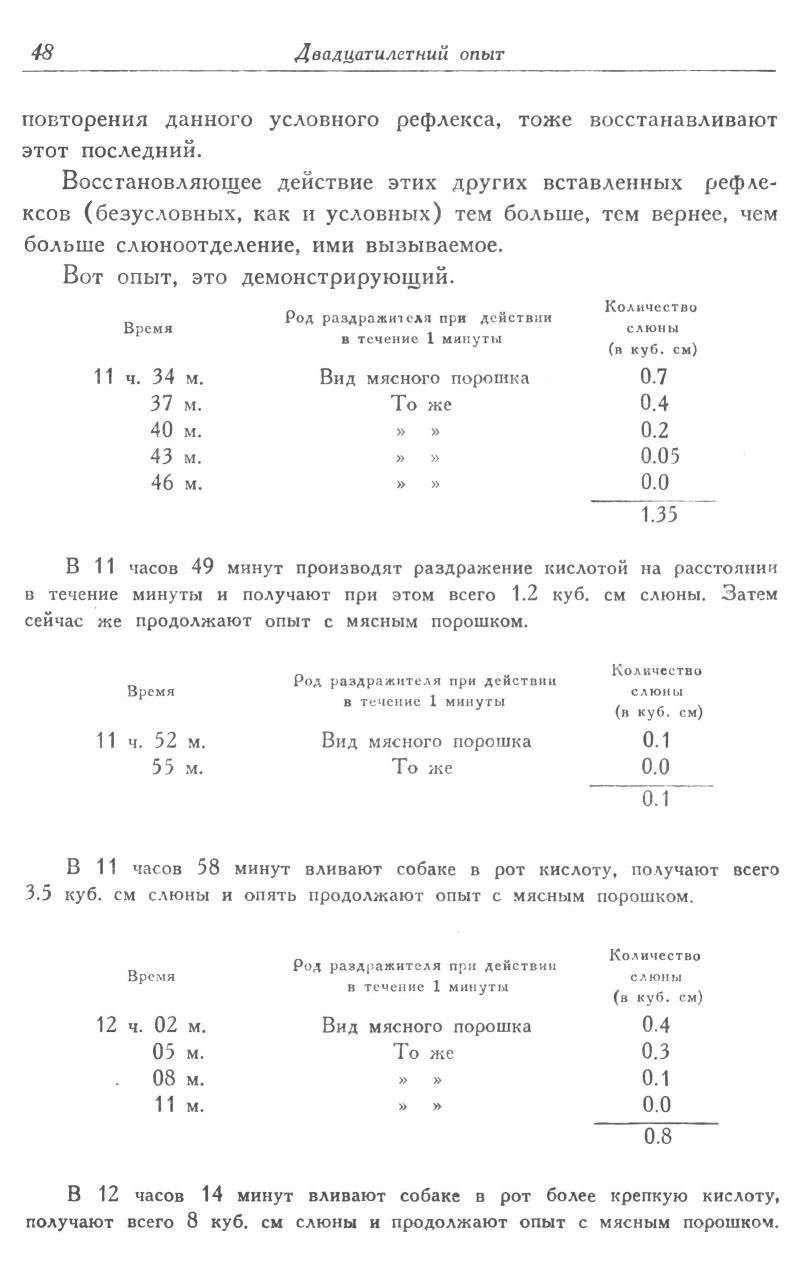 48 Двадцатилетний опыт
повторения данного условного рефлекса, тоже восстанавливают
этот последний.
Восстановляющее действие этих других вставленных рефле-
ксов (безусловных, как и условных) тем больше, тем вернее, чем
больше слюноотделение, ими вызываемое.
Вот опыт, это демонстрирующий.
Время Род раздражителя при действии в течение 1 минуты Количество слюны (в куб. см)
11 ч. 34 м. Вид мясного порошка 0.7
37 м. То же 0.4
40 м. » » 0.2
43 м. » » 0.05
46 м. » » 0.0
1.35
В 11 часов 49 минут производят раздражение кислотой на расстоянии
в течение минуты и получают при этом всего 1.2 куб. см слюны. Затем
сейчас же продолжают опыт с мясным порошком.
Время Род раздражителя при действии в течение 1 минуты Количество слюны (в куб. см)
11 ч. 52 м. Вид мясного порошка 0.1
55 м. То же 0.0
0.1
В 11 часов 58 минут вливают собаке в рот кислоту, получают всего
3.5 куб. см слюны и опять продолжают опыт с мясным порошком.
Время Род раздражителя при действии в течение 1 минуты Количество слюны (в куб. см)
12 ч. 02 м. Вид мясного порошка 0.4
05 м. То же 0.3
08 м. » » 0.1
11 м. » » 0.0
0.8
В 12 часов 14 минут вливают собаке в рот более крепкую кислоту,
получают всего 8 куб. см слюны и продолжают опыт с мясным порошком.